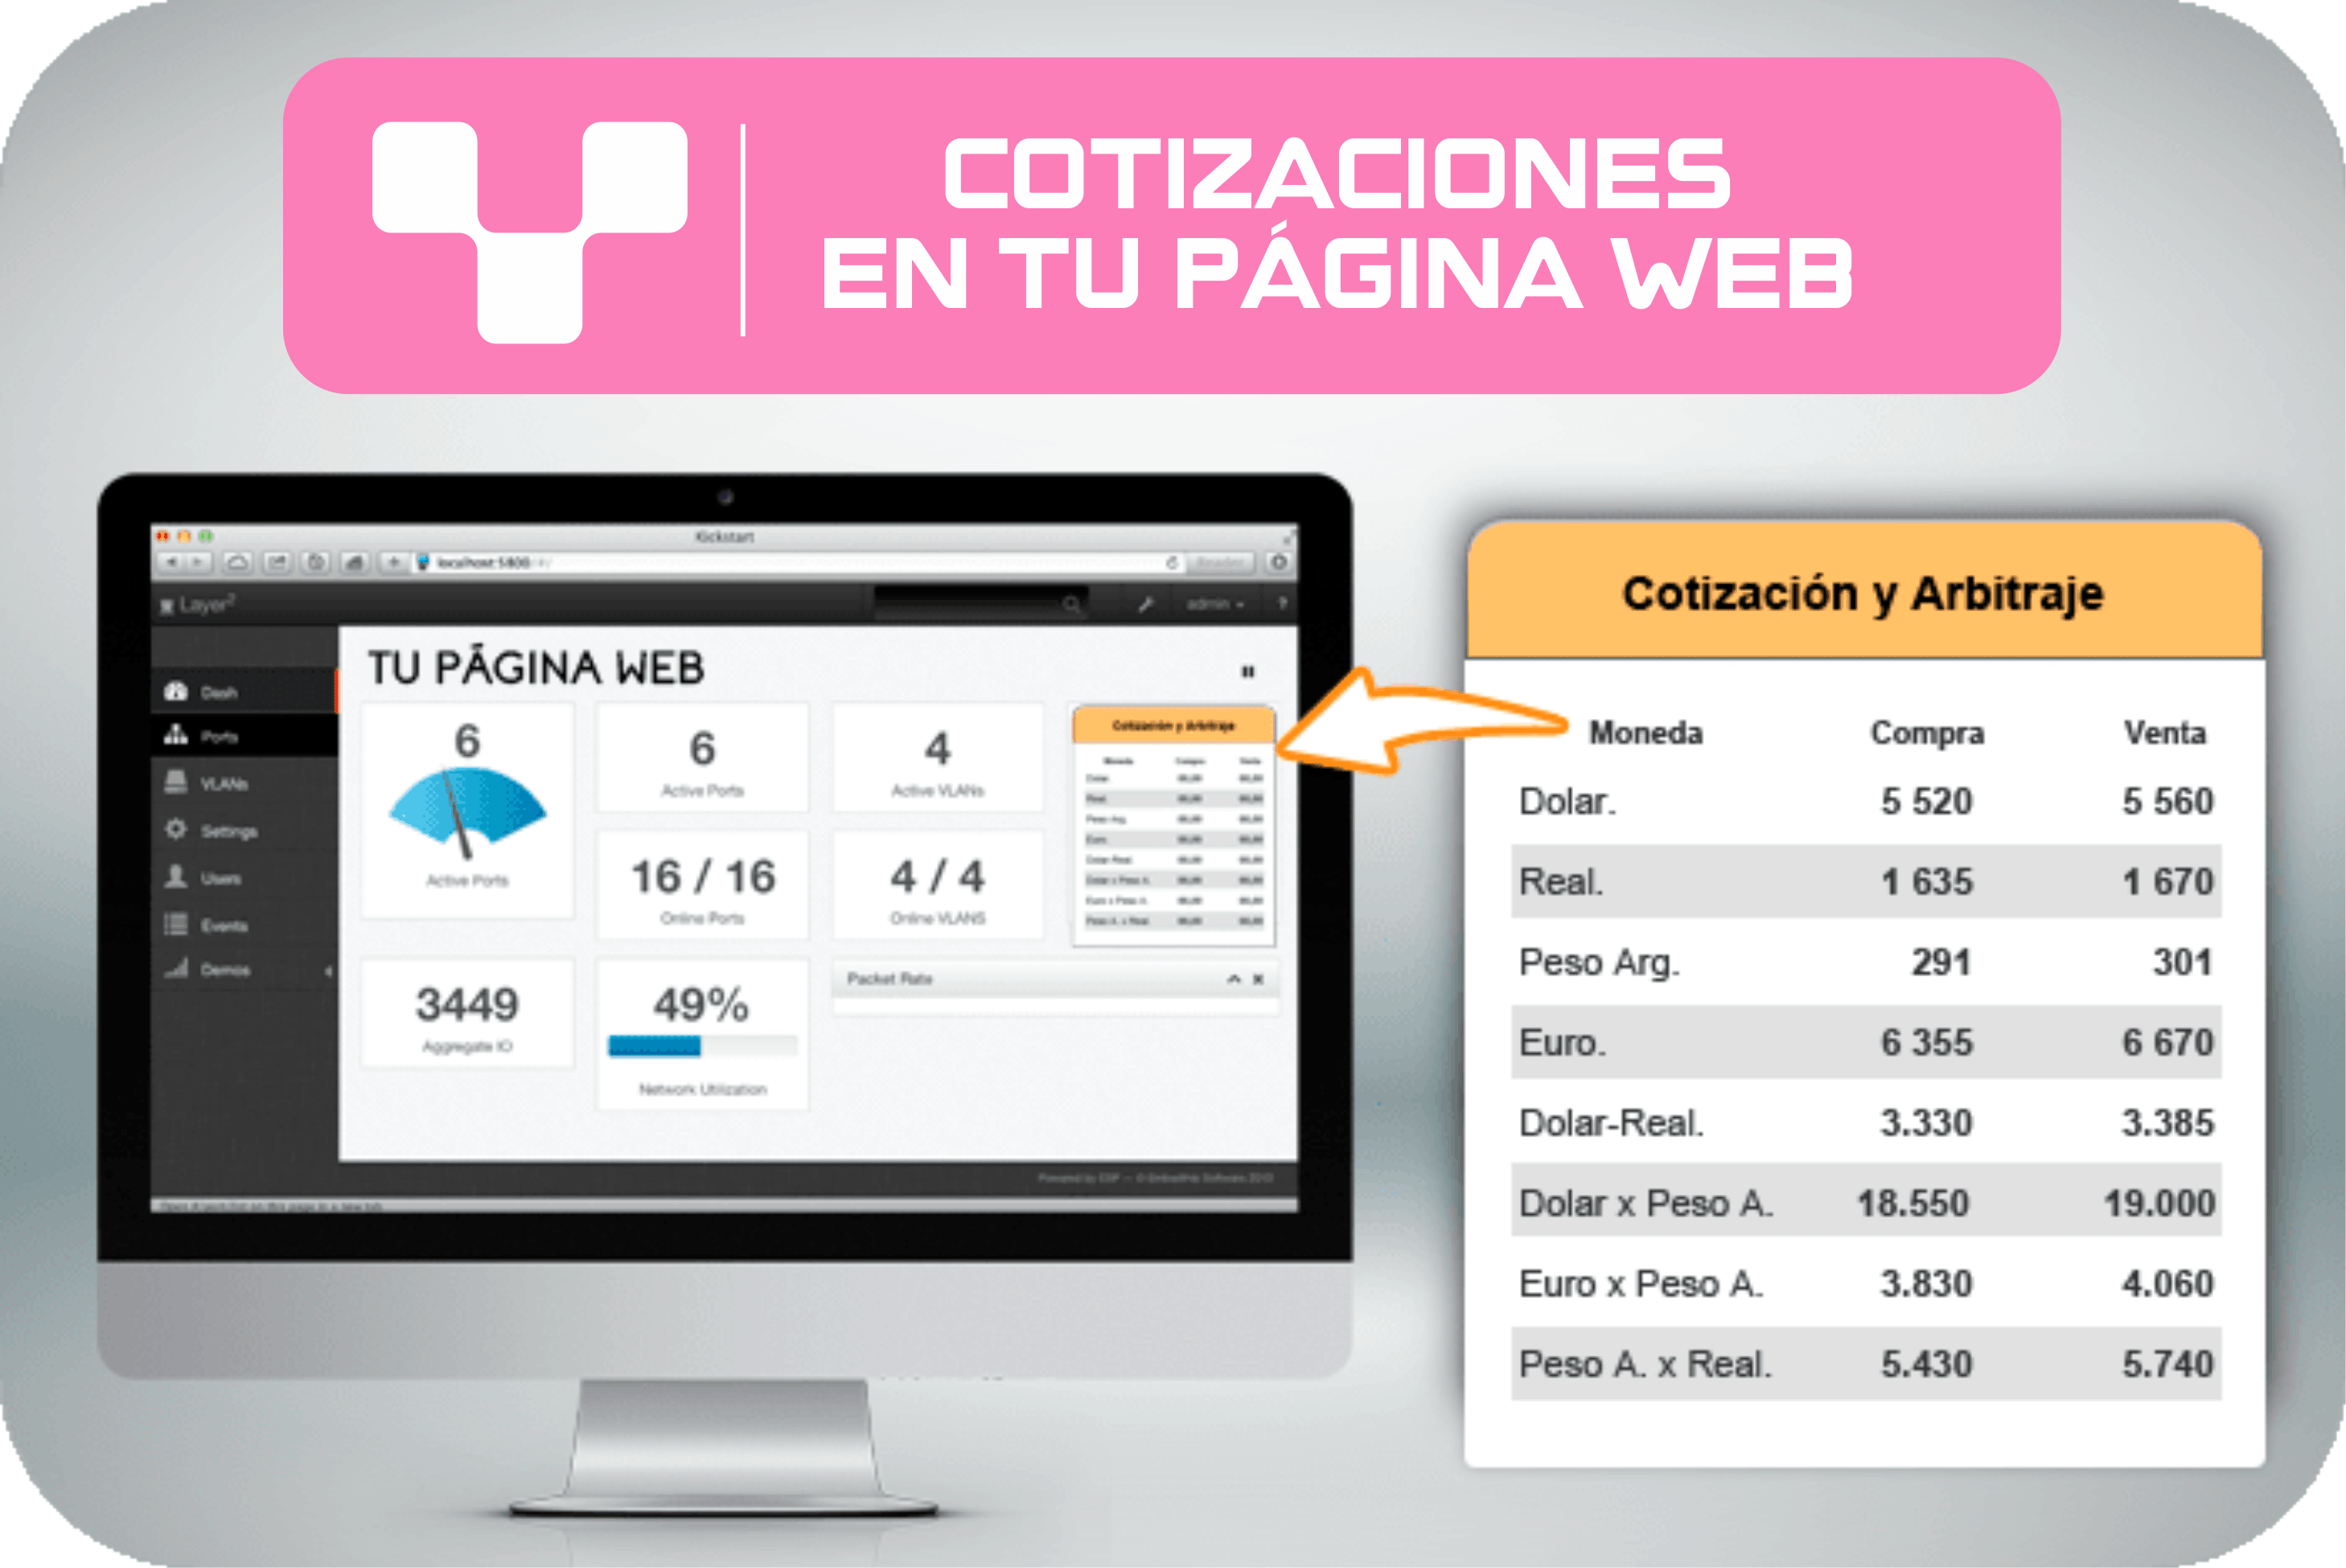 COTIZACIONES
EN TU PÁGINA WEB
Kickstart
localhost:5800/#/
Reader
Layer2
admin
?
TU PÁGINA WEB
Dash
Ports
VLANs
Settings
Users
Events
Demos
6
Active Ports
6
Active Ports
4
Active VLANs
16 / 16
Online Ports
4 / 4
Online VLANS
3449
Aggregate IO
49%
Network Utilization
Packet Rate
Cotización y Arbitraje
Moneda Compra Venta
Cotización y Arbitraje
Moneda Compra Venta
Dolar. 5 520 5 560
Real. 1 635 1 670
Peso Arg. 291 301
Euro. 6 355 6 670
Dolar-Real. 3.330 3.385
Dolar x Peso A. 18.550 19.000
Euro x Peso A. 3.830 4.060
Peso A. x Real. 5.430 5.740